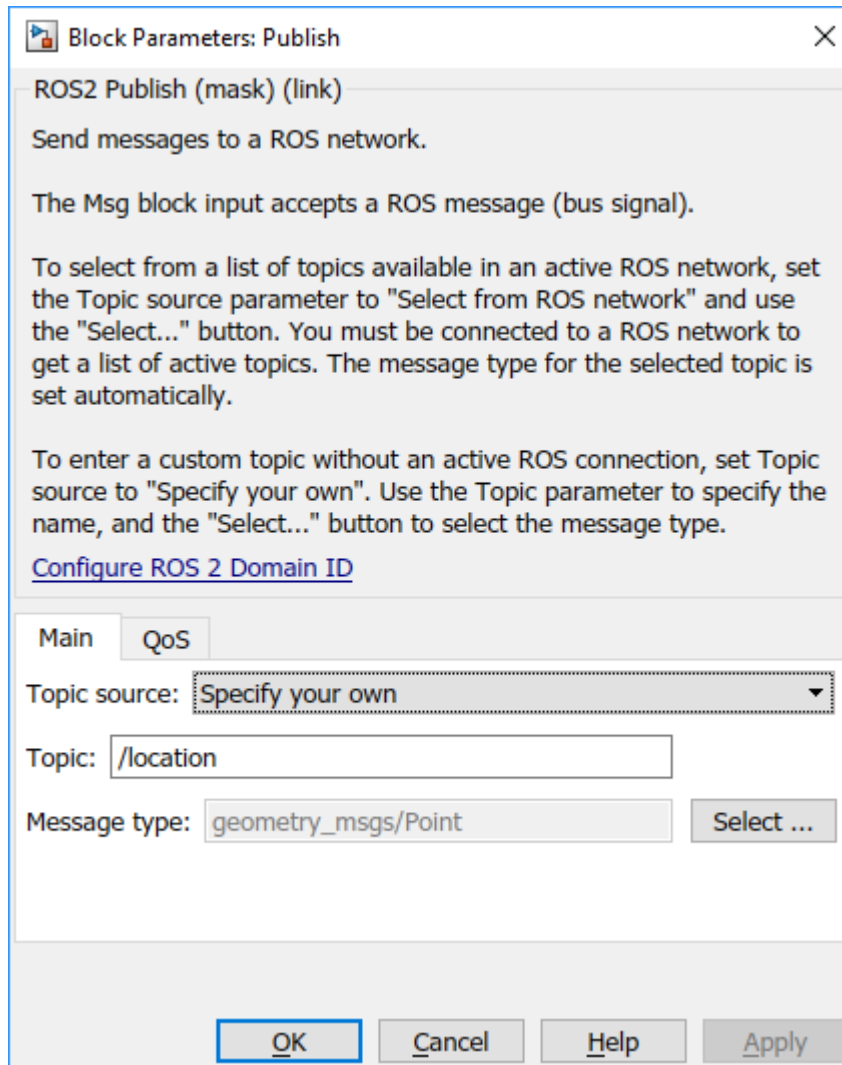 Block Parameters: Publish
ROS2 Publish (mask) (link)
Send messages to a ROS network.
The Msg block input accepts a ROS message (bus signal).
To select from a list of topics available in an active ROS network, set
the Topic source parameter to "Select from ROS network" and use
the "Select..." button. You must be connected to a ROS network to
get a list of active topics. The message type for the selected topic is
set automatically.
To enter a custom topic without an active ROS connection, set Topic
source to "Specify your own". Use the Topic parameter to specify the
name, and the "Select..." button to select the message type.
Configure ROS 2 Domain ID
Main QoS
Topic source: Specify your own
Topic: /location
Message type: geometry_msgs/Point Select ...
OK Cancel Help Apply